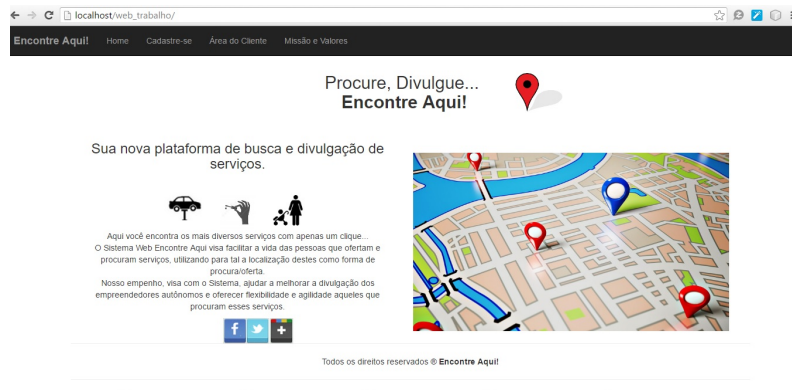 localhost/web_trabalho/
Encontre Aqui! Home Cadastre-se Área do Cliente Missão e Valores
Procure, Divulgue...
Encontre Aqui!
Sua nova plataforma de busca e divulgação de
serviços.
Aqui você encontra os mais diversos serviços com apenas um clique...
O Sistema Web Encontre Aqui visa facilitar a vida das pessoas que ofertam e
procuram serviços, utilizando para tal a localização destes como forma de
procura/oferta.
Nosso empenho, visa com o Sistema, ajudar a melhorar a divulgação dos
empreendedores autônomos e oferecer flexibilidade e agilidade aqueles que
procuram esses serviços.
Todos os direitos reservados ® Encontre Aqui!